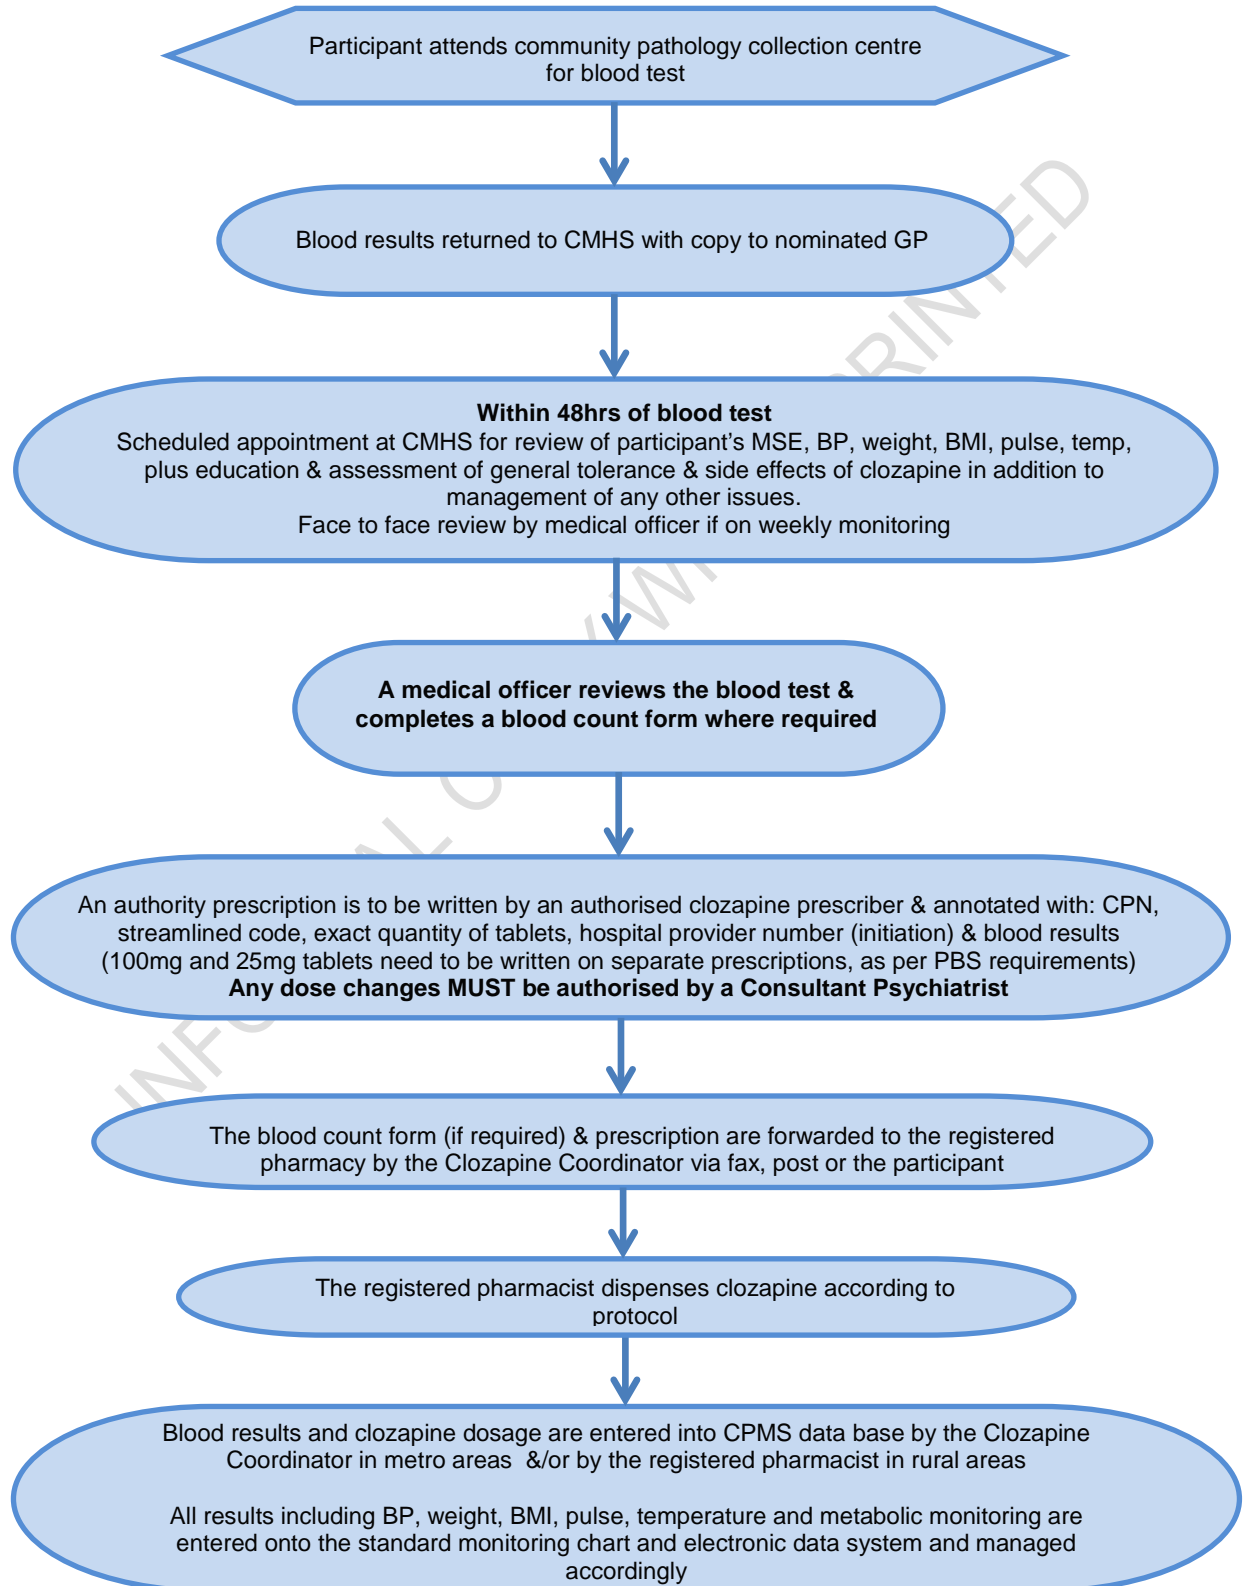 Participant attends community pathology collection centre
for blood test
Blood results returned to CMHS with copy to nominated GP
Within 48hrs of blood test
Scheduled appointment at CMHS for review of participant’s MSE, BP, weight, BMI, pulse, temp,
plus education & assessment of general tolerance & side effects of clozapine in addition to
management of any other issues.
Face to face review by medical officer if on weekly monitoring
A medical officer reviews the blood test &
completes a blood count form where required
An authority prescription is to be written by an authorised clozapine prescriber & annotated with: CPN,
streamlined code, exact quantity of tablets, hospital provider number (initiation) & blood results
(100mg and 25mg tablets need to be written on separate prescriptions, as per PBS requirements)
Any dose changes MUST be authorised by a Consultant Psychiatrist
The blood count form (if required) & prescription are forwarded to the registered
pharmacy by the Clozapine Coordinator via fax, post or the participant
The registered pharmacist dispenses clozapine according to
protocol
Blood results and clozapine dosage are entered into CPMS data base by the Clozapine
Coordinator in metro areas  &/or by the registered pharmacist in rural areas
All results including BP, weight, BMI, pulse, temperature and metabolic monitoring are
entered onto the standard monitoring chart and electronic data system and managed
accordingly